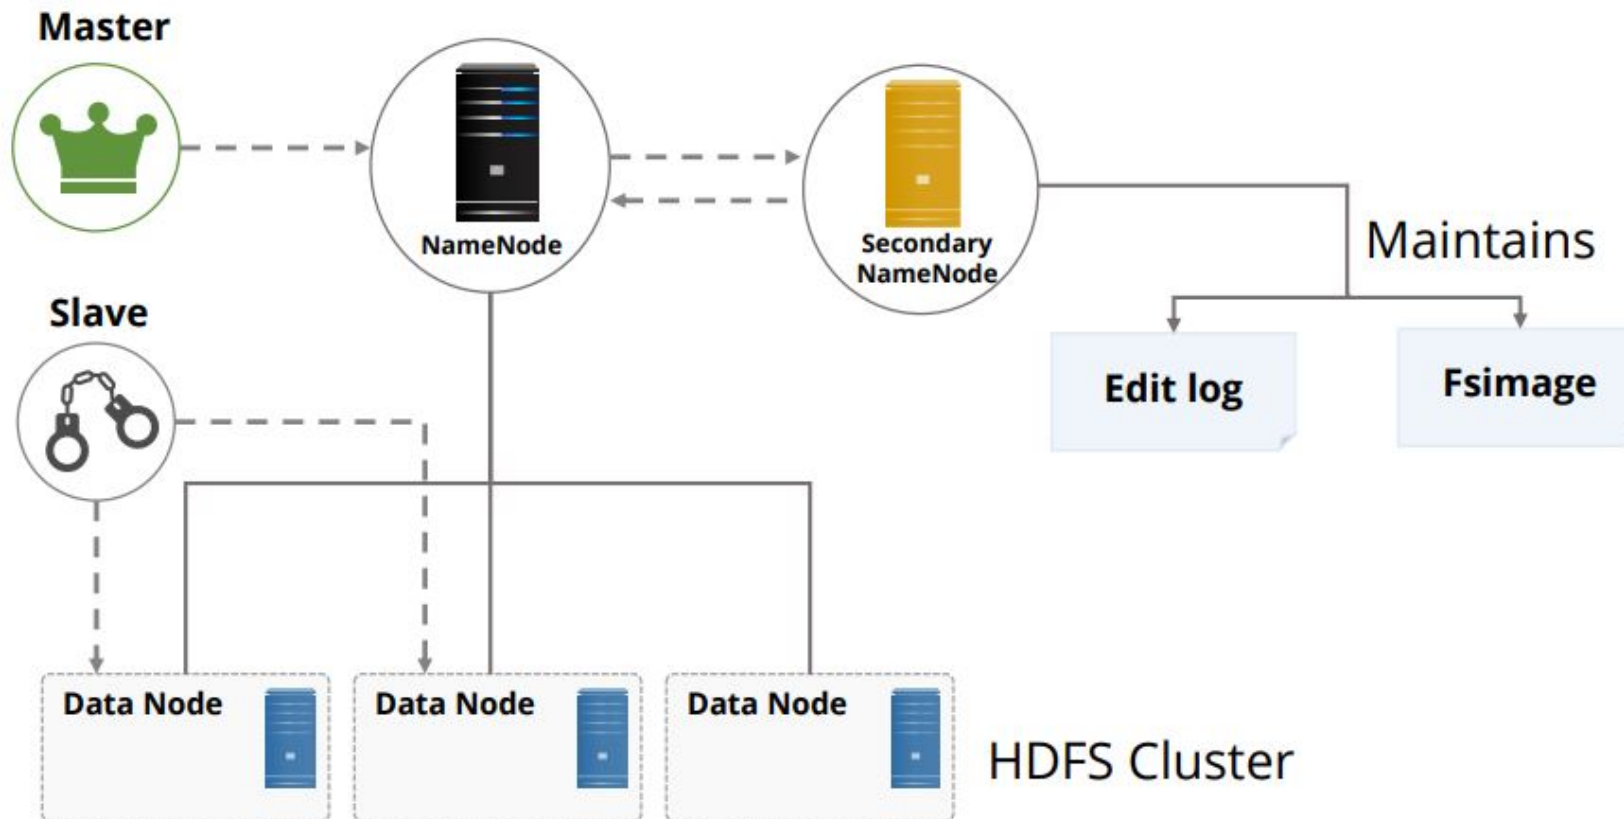 Master
NameNode
Secondary
NameNode
Maintains
Edit log
Fsimage
Slave
Data Node
Data Node
Data Node
HDFS Cluster